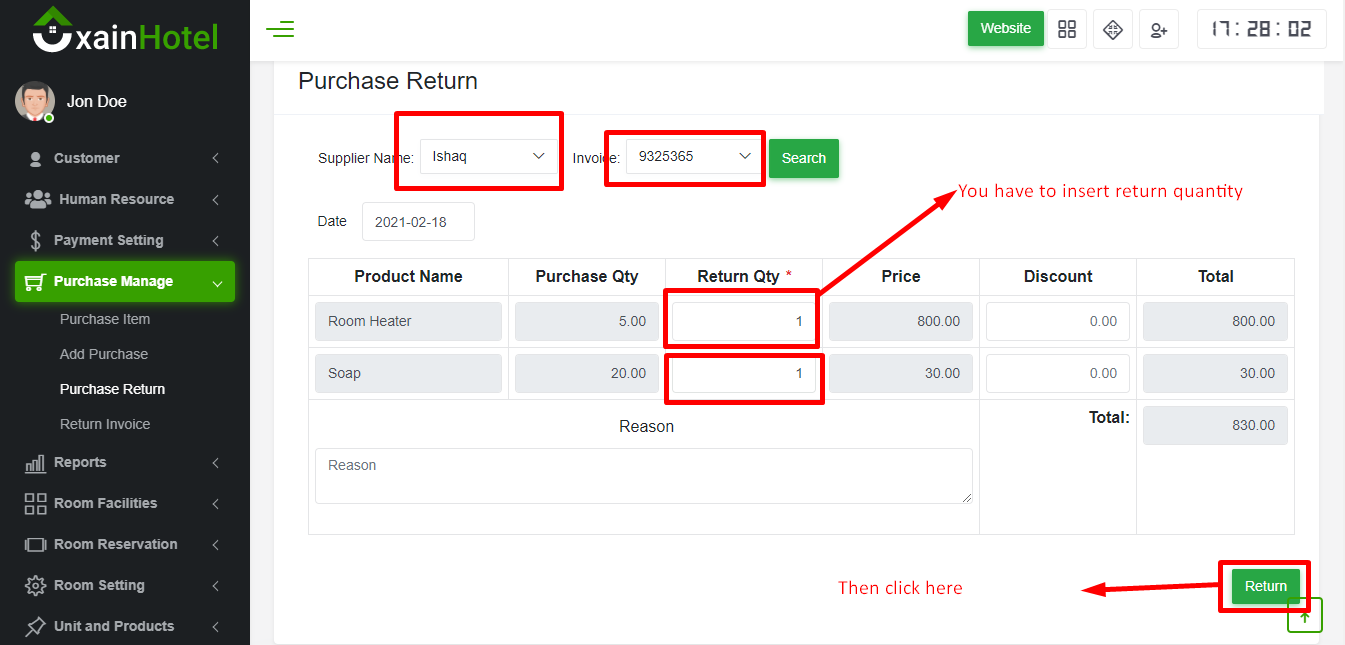 xainHotel
Jon Doe
Customer
Human Resource
Payment Setting
Purchase Manage
Purchase Item
Add Purchase
Purchase Return
Return Invoice
Reports
Room Facilities
Room Reservation
Room Setting
Unit and Products
Website
17:28:02
Purchase Return
Supplier Name: Ishaq Invoice: 9325365 Search
You have to insert return quantity
Date 2021-02-18
Product Name Purchase Qty Return Qty * Price Discount Total
Room Heater 5.00 1 800.00 0.00 800.00
Soap 20.00 1 30.00 0.00 30.00
Reason Total: 830.00
Reason
Then click here
Return